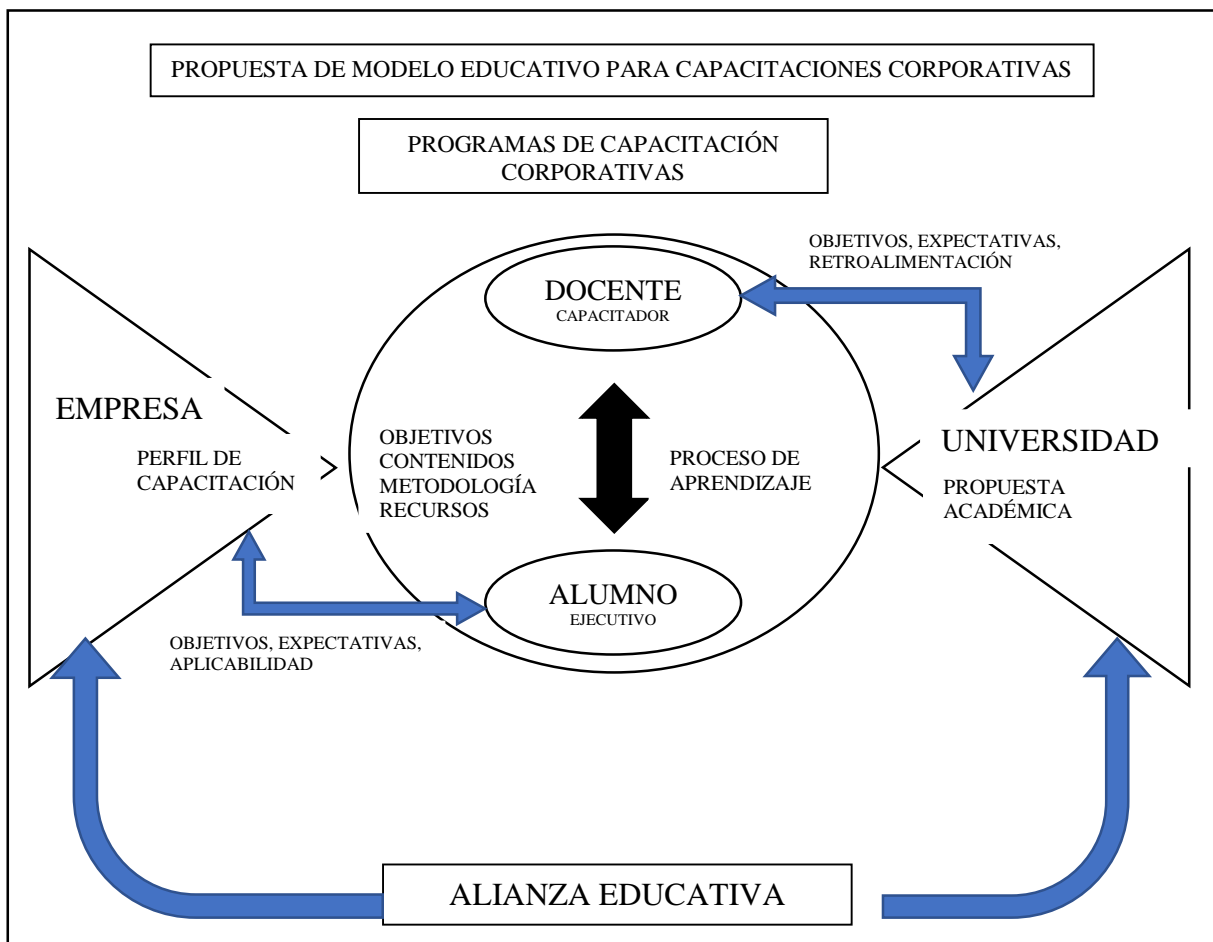 PROPUESTA DE MODELO EDUCATIVO PARA CAPACITACIONES CORPORATIVAS
PROGRAMAS DE CAPACITACIÓN
CORPORATIVAS
OBJETIVOS, EXPECTATIVAS,
RETROALIMENTACIÓN
DOCENTE
CAPACITADOR
EMPRESA
PERFIL DE
CAPACITACIÓN
OBJETIVOS
CONTENIDOS
METODOLOGÍA
RECURSOS
PROCESO DE
APRENDIZAJE
UNIVERSIDAD
PROPUESTA
ACADÉMICA
ALUMNO
EJECUTIVO
OBJETIVOS, EXPECTATIVAS,
APLICABILIDAD
ALIANZA EDUCATIVA